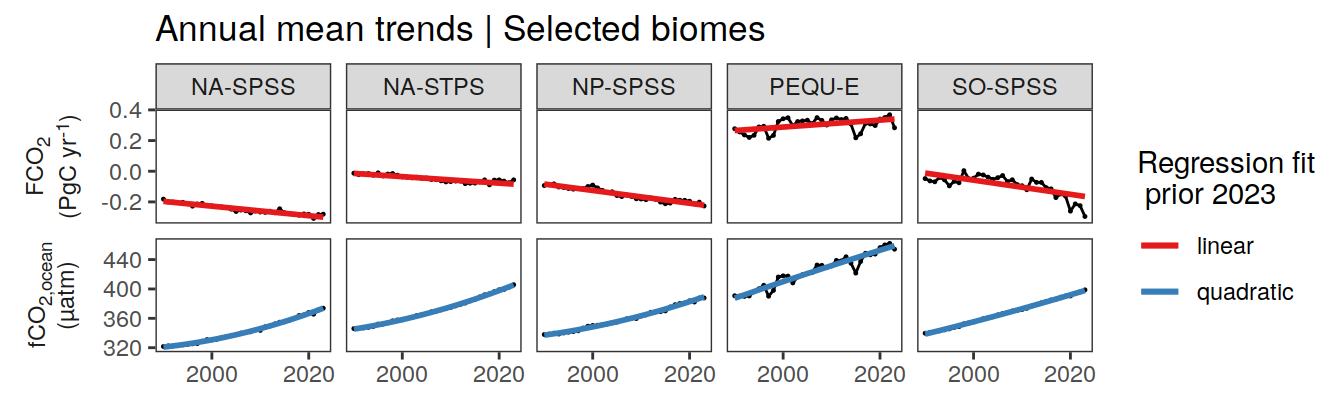 Annual mean trends | Selected biomes
NA-SPSS NA-STPS NP-SPSS PEQU-E SO-SPSS
FCO₂
(PgC yr⁻¹)
0.4
0.2
0.0
-0.2
fCO₂,ocean
(µatm)
440
400
360
320
2000 2020 2000 2020 2000 2020 2000 2020 2000 2020
Regression fit
prior 2023
linear
quadratic